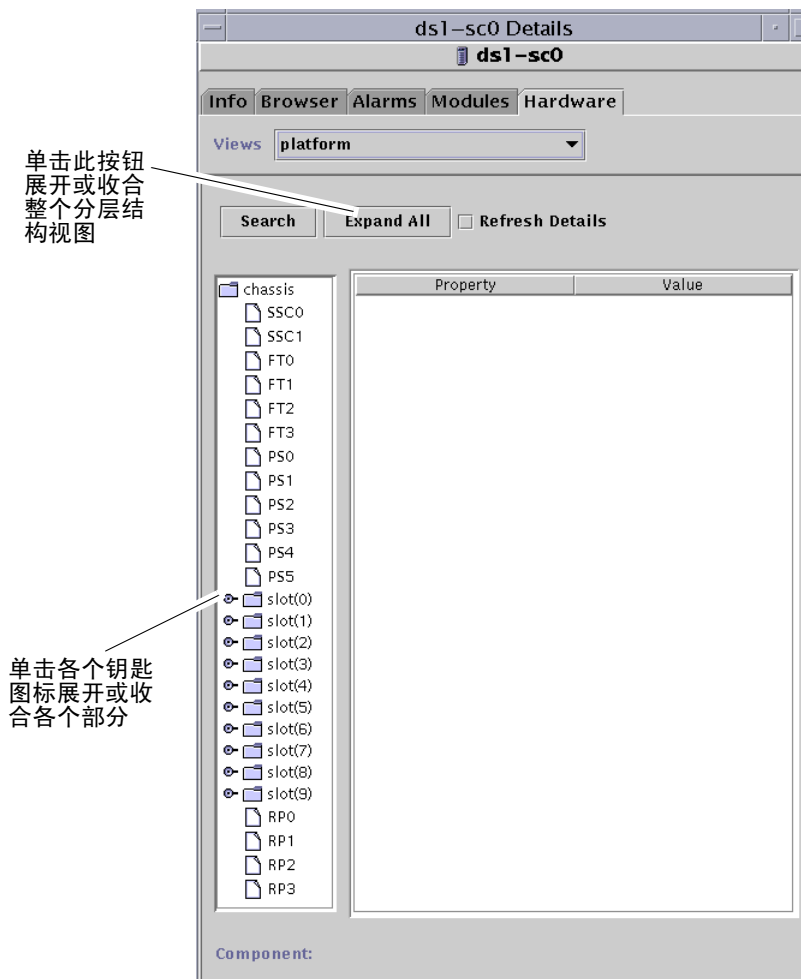 ds1-sc0 Details
ds1-sc0
Info Browser Alarms Modules Hardware
Views platform
单击此按钮
展开或收合
整个分层结
构视图
Search Expand All Refresh Details
Property Value
chassis
SSC0
SSC1
FT0
FT1
FT2
FT3
PS0
PS1
PS2
PS3
PS4
PS5
slot(0)
slot(1)
slot(2)
slot(3)
slot(4)
slot(5)
slot(6)
slot(7)
slot(8)
slot(9)
RP0
RP1
RP2
RP3
单击各个钥匙
图标展开或收
合各个部分
Component: